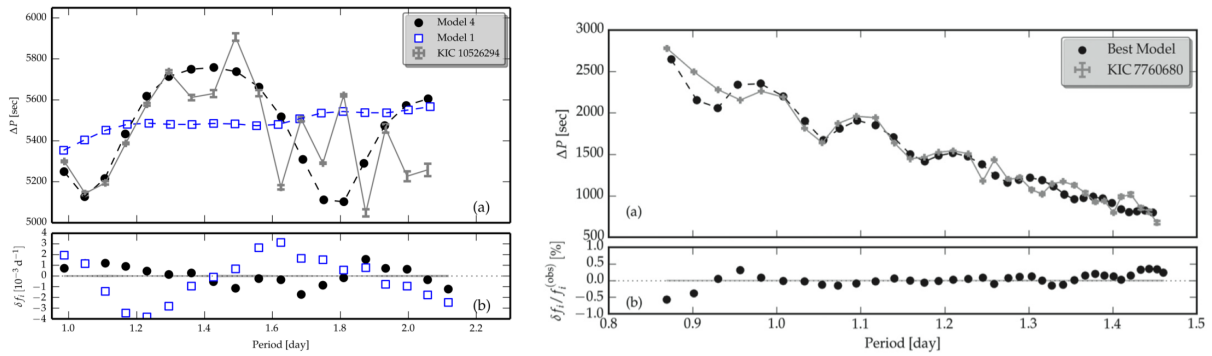 6050
5800
5600
5400
5200
5000
ΔP [sec]
Model 4
Model 1
KIC 10526294
(a)
4
3
2
1
0
−1
−2
−3
−4
δf_i [10⁻³ d⁻¹]
(b)
1.0 1.2 1.4 1.6 1.8 2.0 2.2
Period [day]
3000
2500
2000
1500
1000
500
ΔP [sec]
Best Model
KIC 7760680
(a)
1.0
0.5
0.0
−0.5
−1.0
δf_i/f_i^(obs) [%]
(b)
0.8 0.9 1.0 1.1 1.2 1.3 1.4 1.5
Period [day]